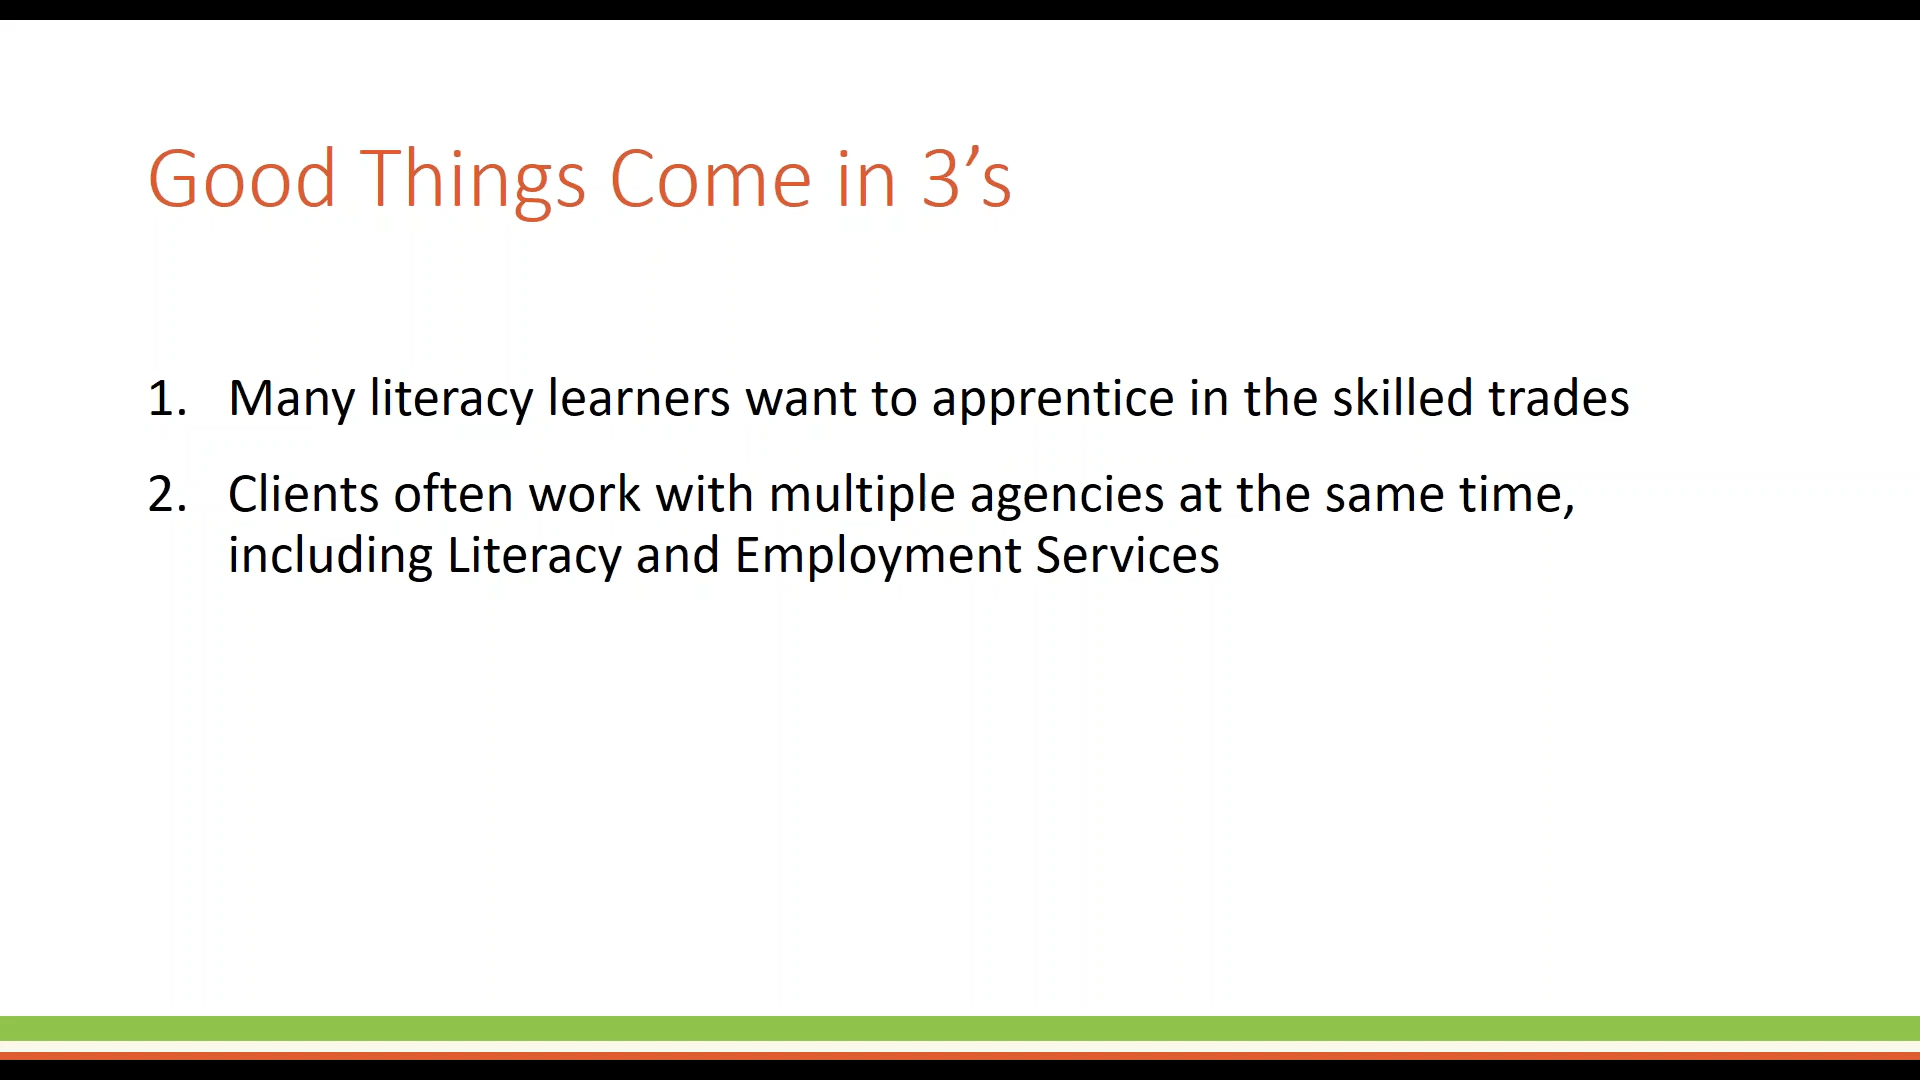 Good Things Come in 3’s
1. Many literacy learners want to apprentice in the skilled trades
2. Clients often work with multiple agencies at the same time,
including Literacy and Employment Services